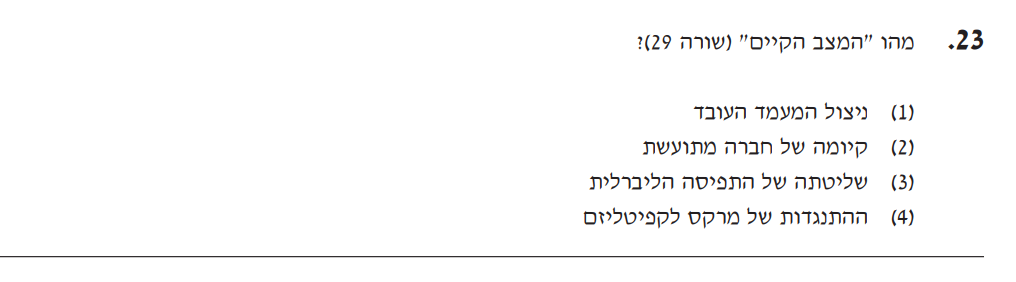 .23 מהו "המצב הקיים" (שורה 29)?
(1) ניצול המעמד העובד
(2) קיומה של חברה מתועשת
(3) שליטתה של התפיסה הליברלית
(4) ההתנגדות של מרקס לקפיטליזם